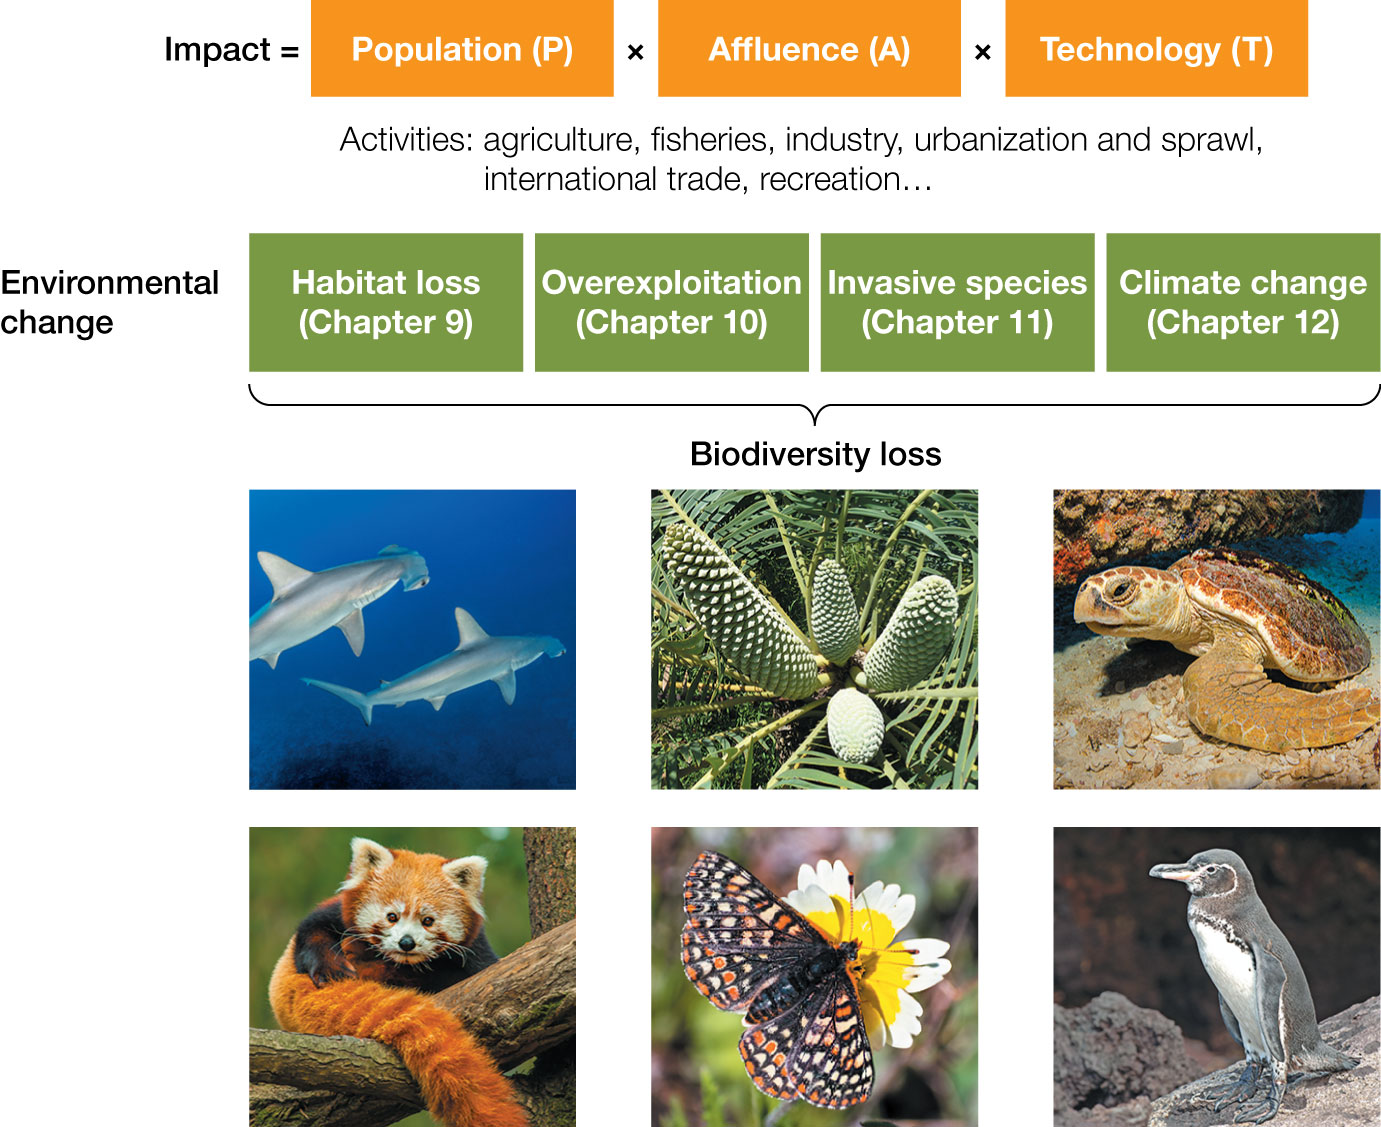 Impact = Population (P) × Affluence (A) × Technology (T)
Activities: agriculture, fisheries, industry, urbanization and sprawl,
international trade, recreation…
Environmental
change
Habitat loss
(Chapter 9)
Overexploitation
(Chapter 10)
Invasive species
(Chapter 11)
Climate change
(Chapter 12)
Biodiversity loss